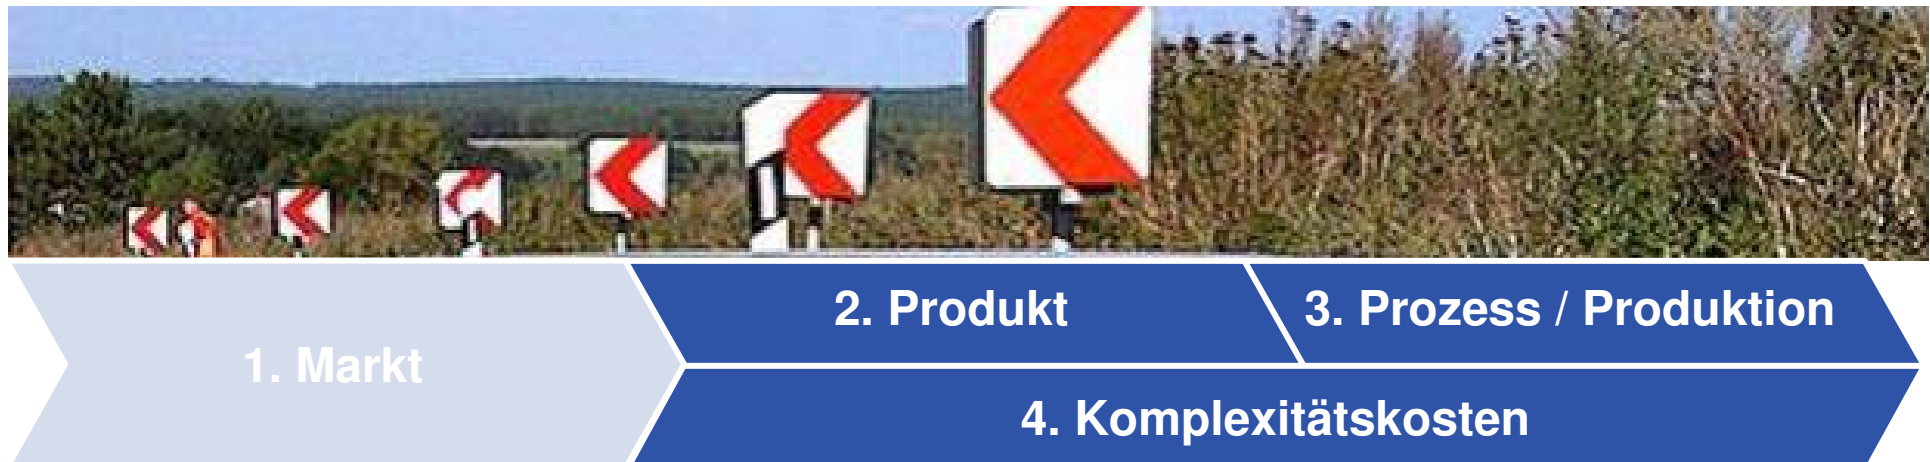 1. Markt
2. Produkt
3. Prozess / Produktion
4. Komplexitätskosten